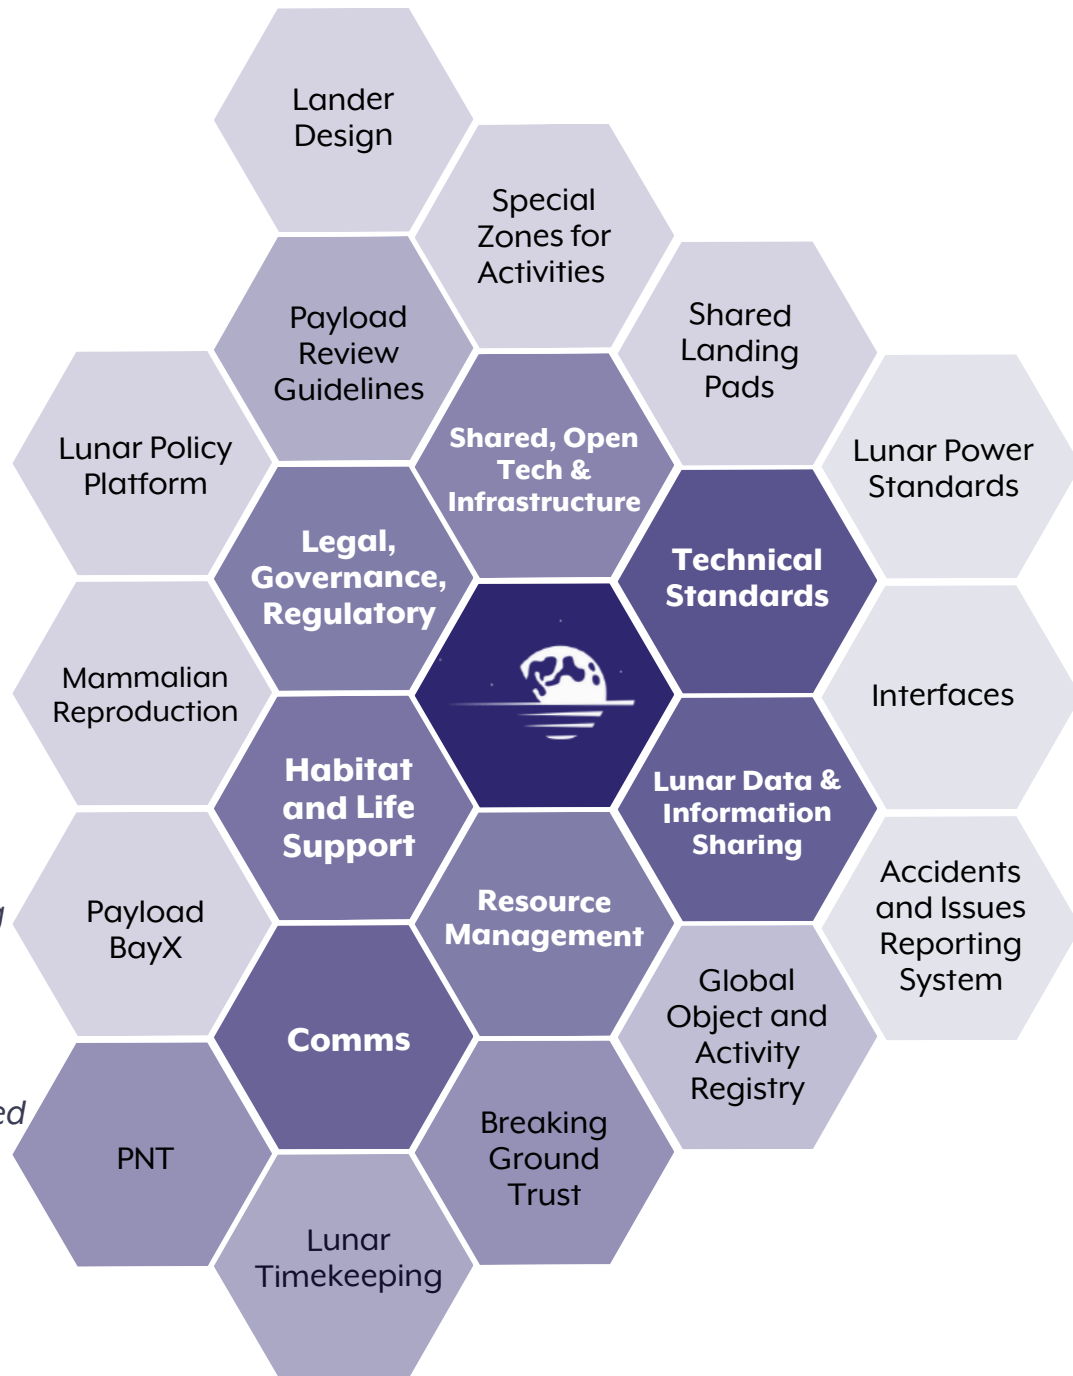 Lander
Design
Special
Zones for
Activities
Payload
Review
Guidelines
Shared
Landing
Pads
Lunar Policy
Platform
Shared, Open
Tech &
Infrastructure
Lunar Power
Standards
Legal,
Governance,
Regulatory
Technical
Standards
Mammalian
Reproduction
Interfaces
Habitat
and Life
Support
Lunar Data &
Information
Sharing
Payload
BayX
Resource
Management
Accidents
and Issues
Reporting
System
Comms
Global
Object and
Activity
Registry
ed
PNT
Breaking
Ground
Trust
Lunar
Timekeeping